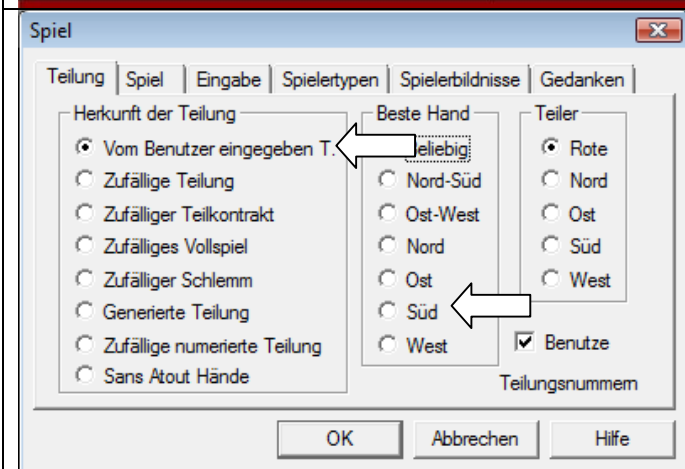 Spiel
Teilung Spiel Eingabe Spielertypen Spielerbildnisse Gedanken
Herkunft der Teilung
Vom Benutzer eingegeben T.
Zufällige Teilung
Zufälliger Teilkontrakt
Zufälliges Vollspiel
Zufälliger Schlemm
Generierte Teilung
Zufällige numerierte Teilung
Sans Atout Hände
Beste Hand
Nord-Süd
Ost-West
Nord
Ost
Süd
West
Teiler
Rote
Nord
Ost
Süd
West
Benutze
Teilungsnummern
OK Abbrechen Hilfe